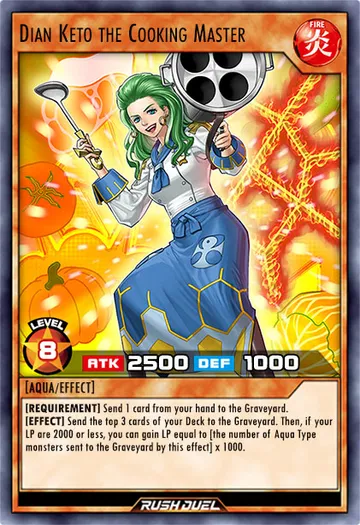 Dian Keto the Cooking Master
FIRE
炎
LEVEL
8
ATK 2500 DEF 1000
[AQUA/EFFECT]
[REQUIREMENT] Send 1 card from your hand to the Graveyard.
[EFFECT] Send the top 3 cards of your Deck to the Graveyard. Then, if your
LP are 2000 or less, you can gain LP equal to [the number of Aqua Type
monsters sent to the Graveyard by this effect] x 1000.
RUSH DUEL